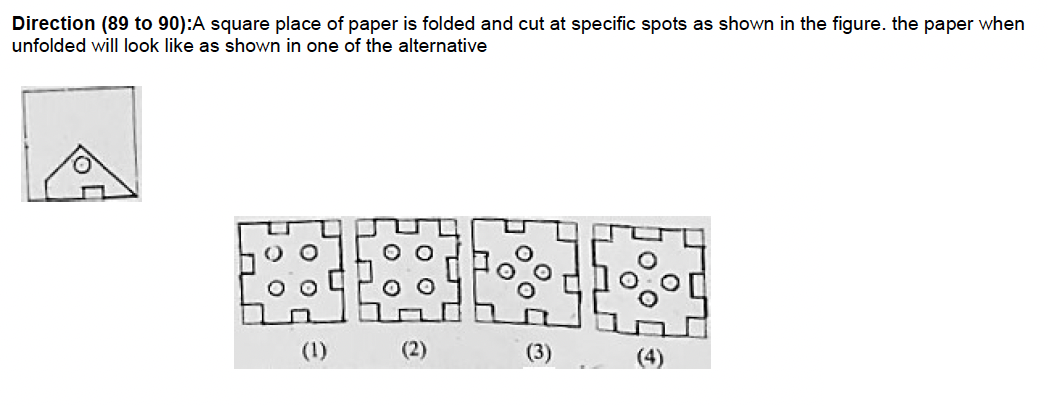 Direction (89 to 90):A square place of paper is folded and cut at specific spots as shown in the figure. the paper when
unfolded will look like as shown in one of the alternative
(1) (2) (3) (4)